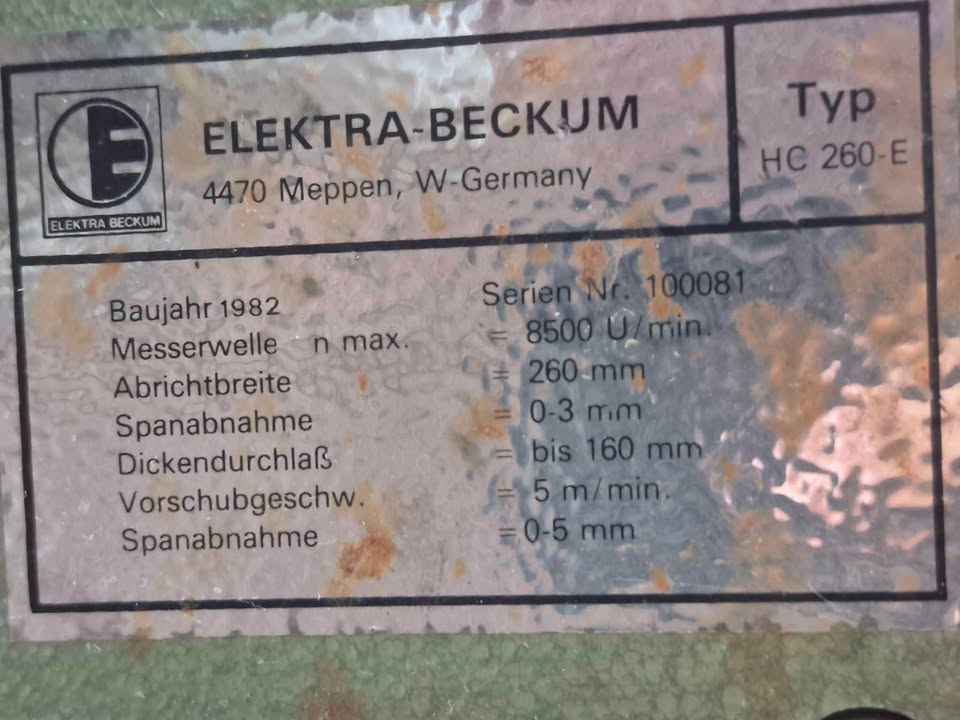 ELEKTRA-BECKUM
4470 Meppen, W-Germany
ELEKTRA BECKUM
Typ
HC 260-E
Baujahr 1982 Serien Nr. 100081
Messerwelle n max. = 8500 U/min.
Abrichtbreite = 260 mm
Spanabnahme = 0-3 mm
Dickendurchlaß = bis 160 mm
Vorschubgeschw. = 5 m/min.
Spanabnahme = 0-5 mm